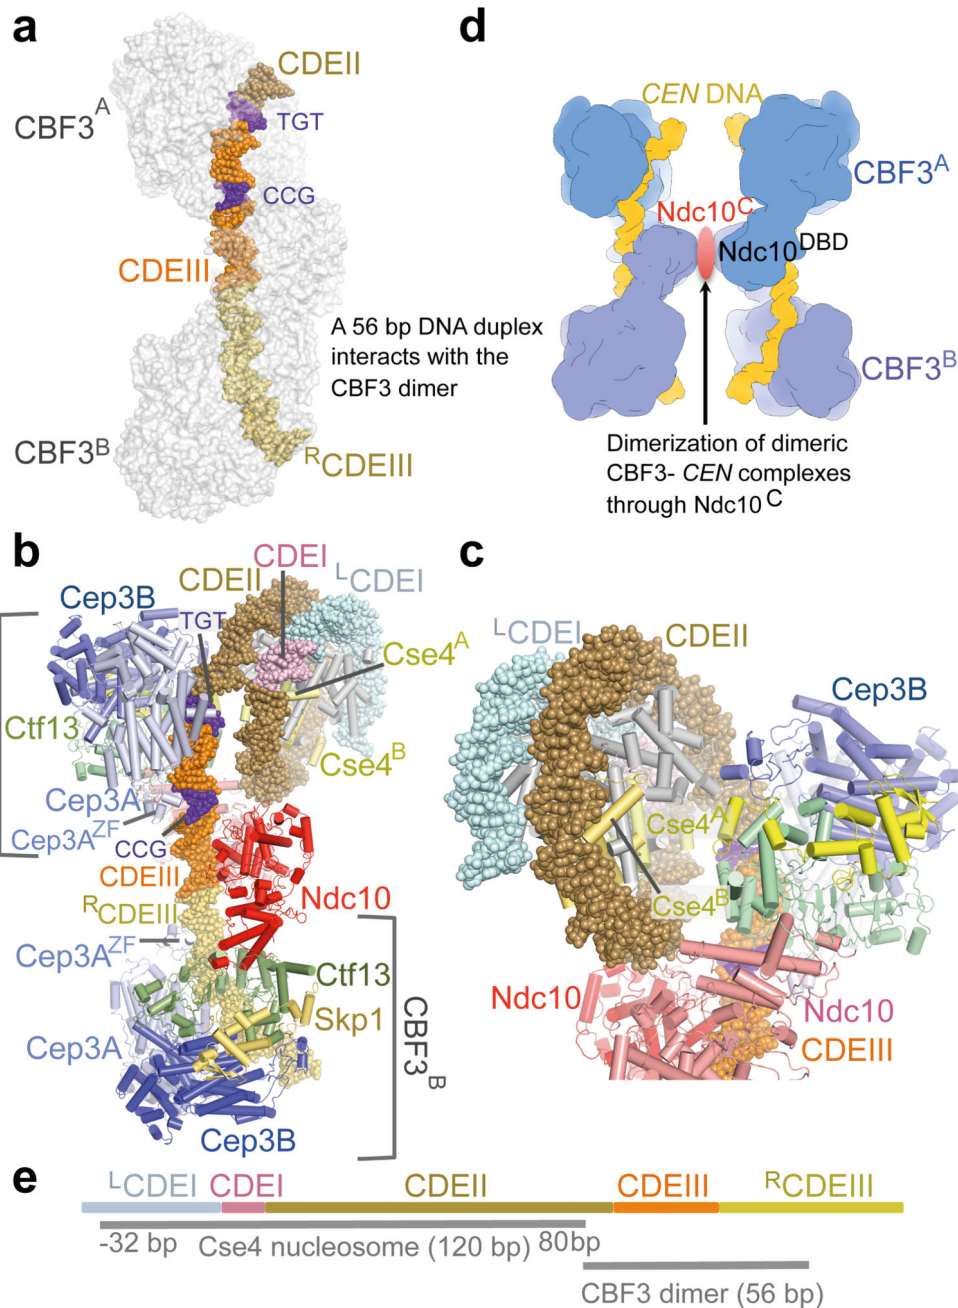 a
CDEII
CBF3A
TGT
CCG
CDEIII
A 56 bp DNA duplex
interacts with the
CBF3 dimer
CBF3B
RCDEIII
d
CEN DNA
CBF3A
Ndc10C
Ndc10DBD
CBF3B
Dimerization of dimeric
CBF3- CEN complexes
through Ndc10C
b
CDEI
CDEII
LCDEI
Cep3B
TGT
Cse4A
Ctf13
Cse4B
Cep3A
Cep3AZF
CCG
CDEIII
Ndc10
RCDEIII
Cep3AZF
Ctf13
Skp1
Cep3A
CBF3B
Cep3B
c
LCDEI
CDEII
Cep3B
Cse4A
Cse4B
Ndc10
Ndc10
CDEIII
e
LCDEI CDEI CDEII CDEIII RCDEIII
-32 bp Cse4 nucleosome (120 bp) 80bp
CBF3 dimer (56 bp)